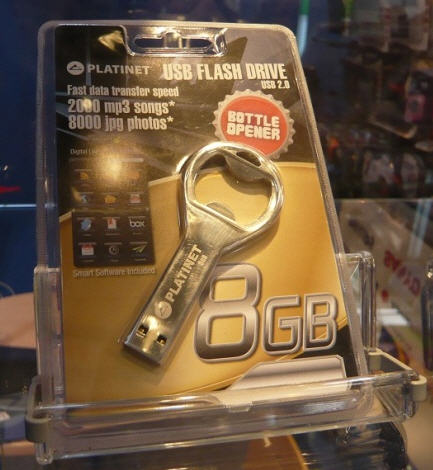 PLATINET USB FLASH DRIVE
USB 2.0
Fast data transfer speed
2000 mp3 songs*
8000 jpg photos*
BOTTLE
OPENER
box
Smart Software Included
PLATINET
8GB